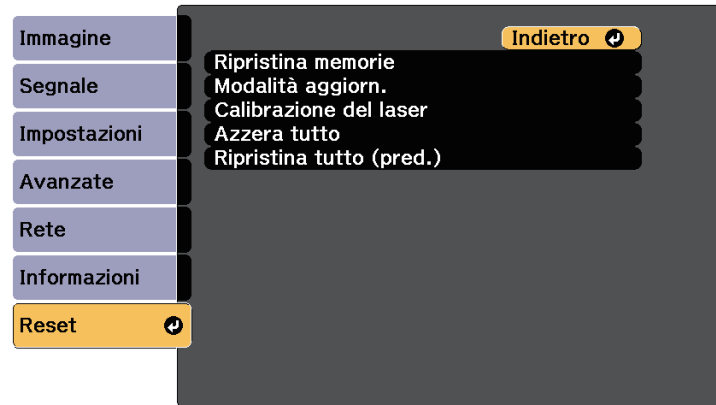 Immagine
Segnale
Impostazioni
Avanzate
Rete
Informazioni
Reset
Indietro
Ripristina memorie
Modalità aggiorn.
Calibrazione del laser
Azzera tutto
Ripristina tutto (pred.)